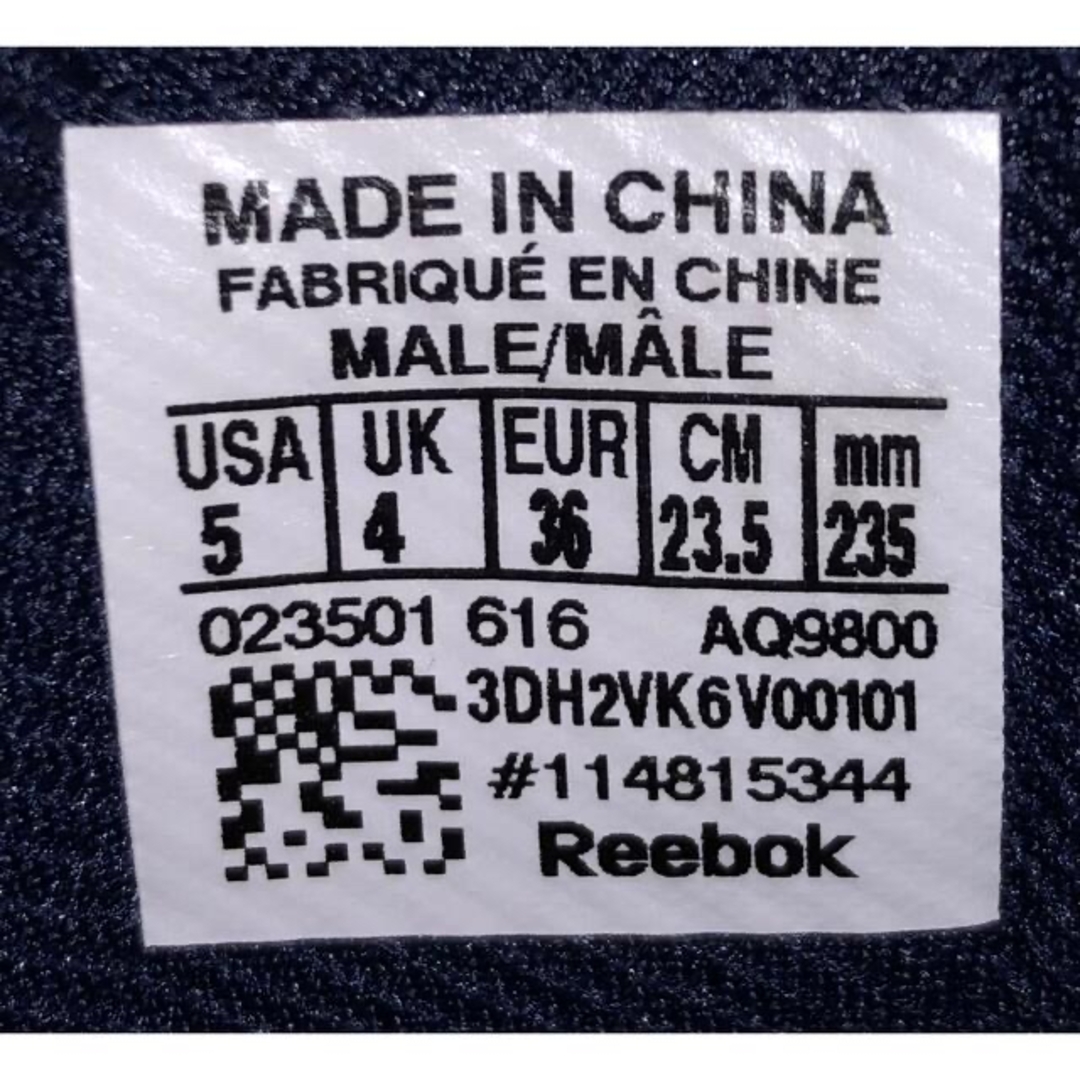 MADE IN CHINA
FABRIQUÉ EN CHINE
MALE/MÂLE
USA UK EUR CM mm
5 4 36 23.5 235
023501 616 AQ9800
3DH2VK6V00101
#114815344
Reebok